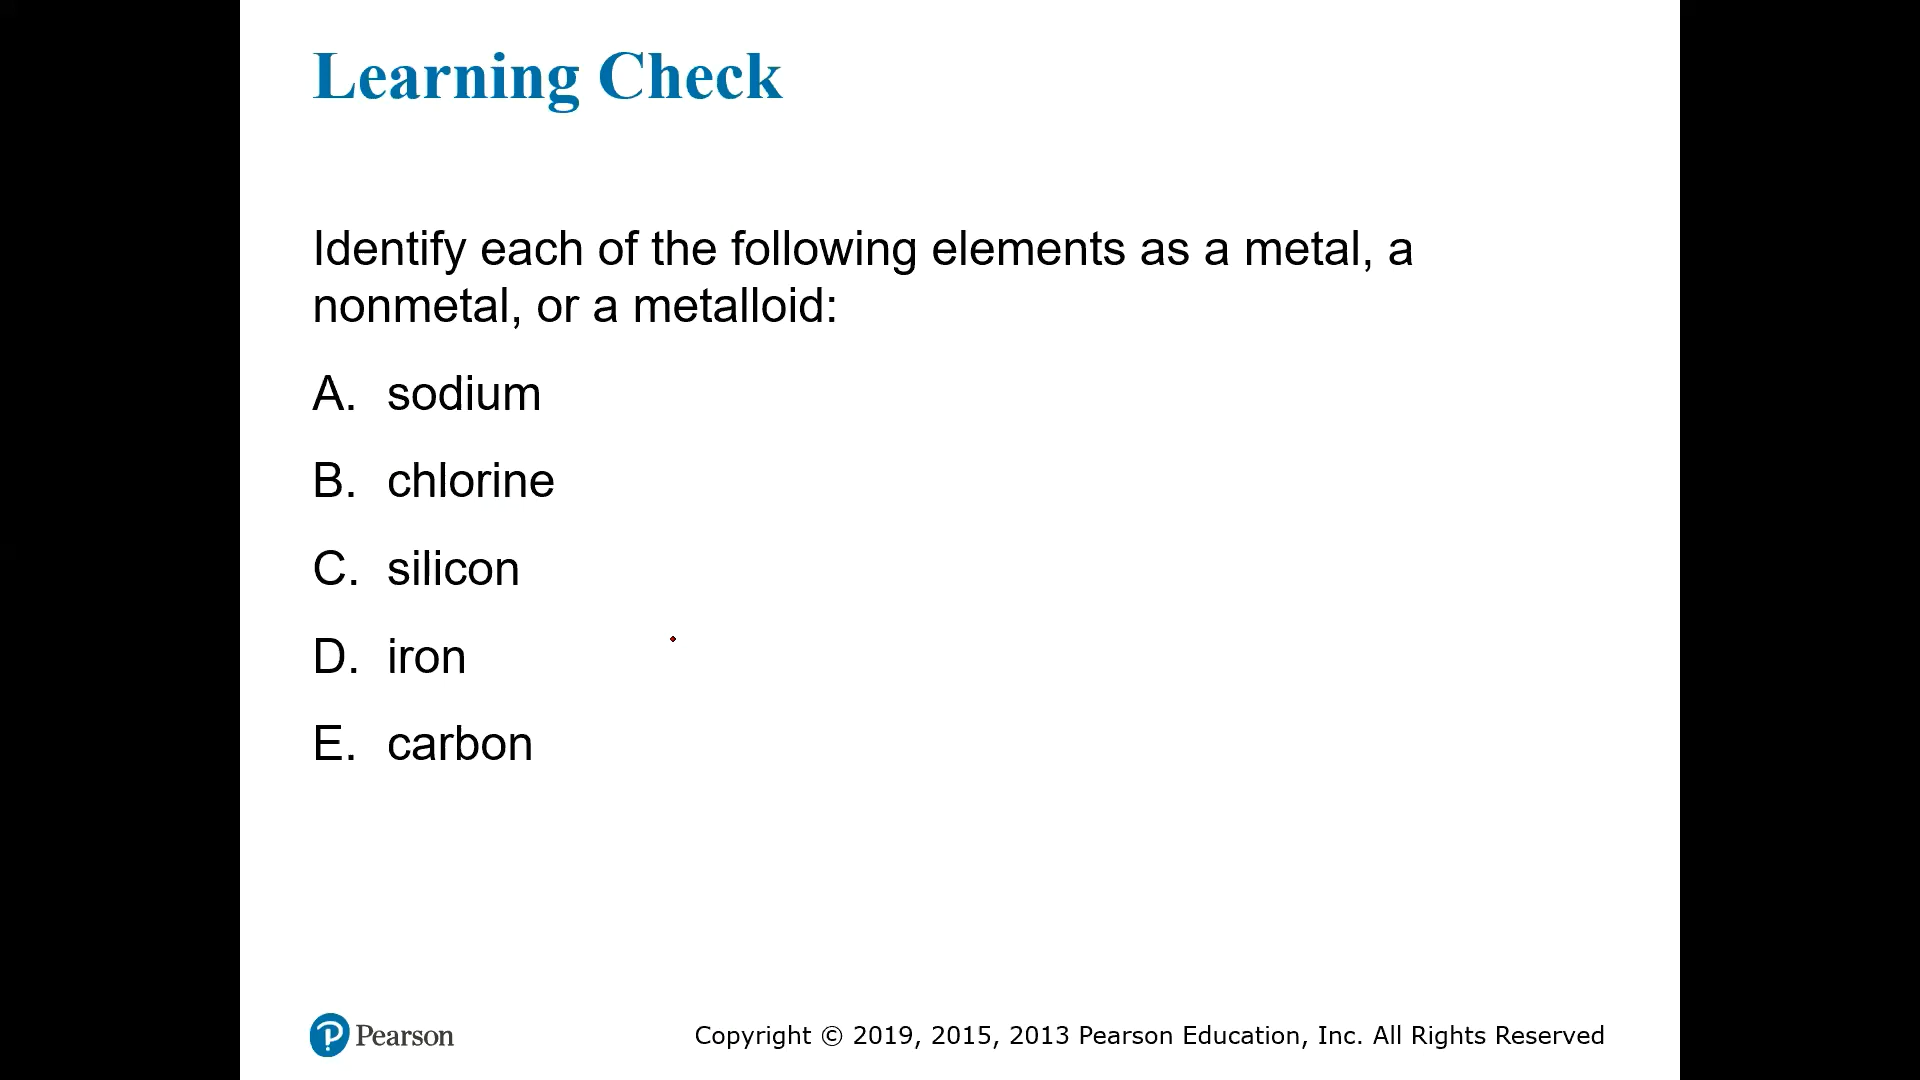 Learning Check
Identify each of the following elements as a metal, a
nonmetal, or a metalloid:
A. sodium
B. chlorine
C. silicon
D. iron
E. carbon
Pearson
Copyright © 2019, 2015, 2013 Pearson Education, Inc. All Rights Reserved